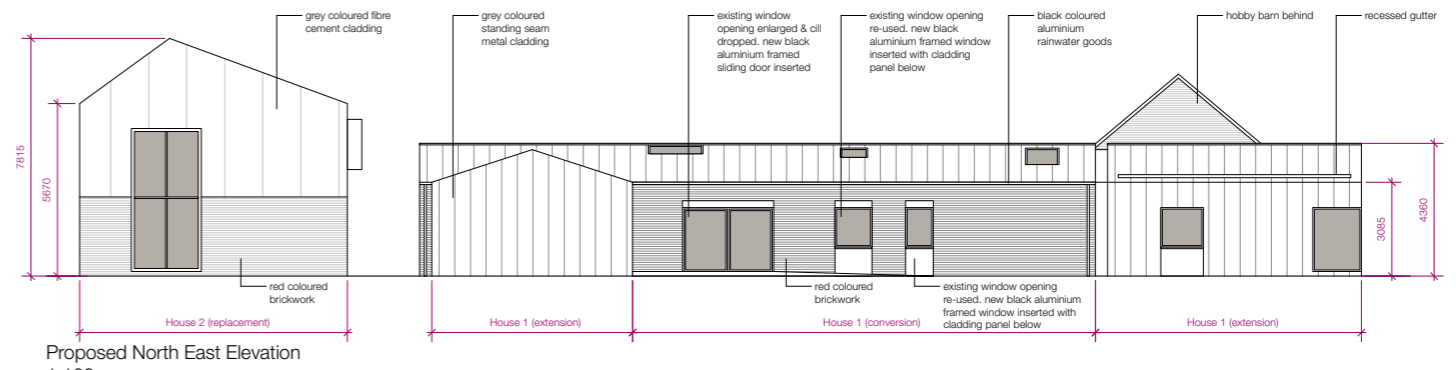 grey coloured fibre
cement cladding
grey coloured
standing seam
metal cladding
existing window
opening enlarged & cill
dropped. new black
aluminium framed
sliding door inserted
existing window opening
re-used. new black
aluminium framed window
inserted with cladding
panel below
black coloured
aluminium
rainwater goods
hobby barn behind
recessed gutter
7815
5670
3085
4360
red coloured
brickwork
red coloured
brickwork
existing window opening
re-used. new black aluminium
framed window inserted with
cladding panel below
House 2 (replacement)
House 1 (extension)
House 1 (conversion)
House 1 (extension)
Proposed North East Elevation